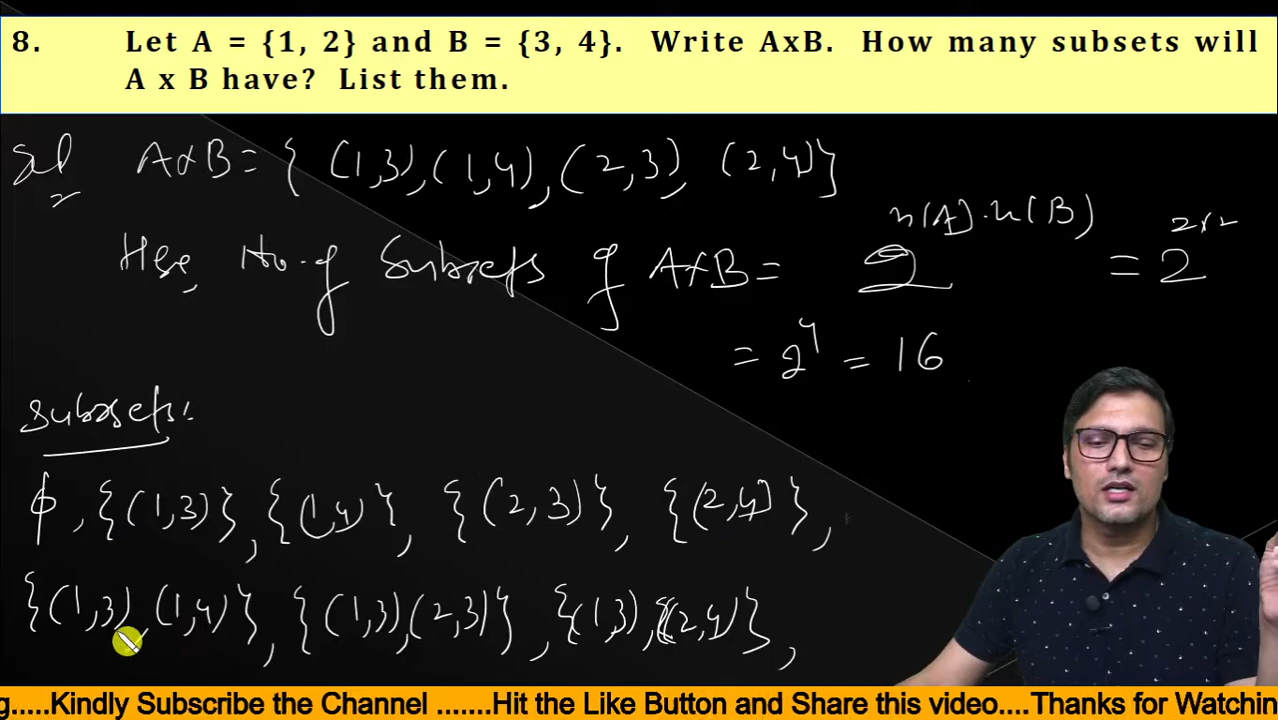 8. Let A = {1, 2} and B = {3, 4}. Write AxB. How many subsets will
A x B have? List them.
Sol A×B = { (1,3), (1,4), (2,3), (2,4)}
Here, No. of Subsets of A×B = 2^{n(A).n(B)} = 2^{2×2}
= 2^4 = 16
Subsets:
ϕ, {(1,3)}, {(1,4)}, {(2,3)}, {(2,4)},
{(1,3), (1,4)}, {(1,3),(2,3)}, {(1,3),(2,4)},
g.....Kindly Subscribe the Channel .......Hit the Like Button and Share this video....Thanks for Watchin